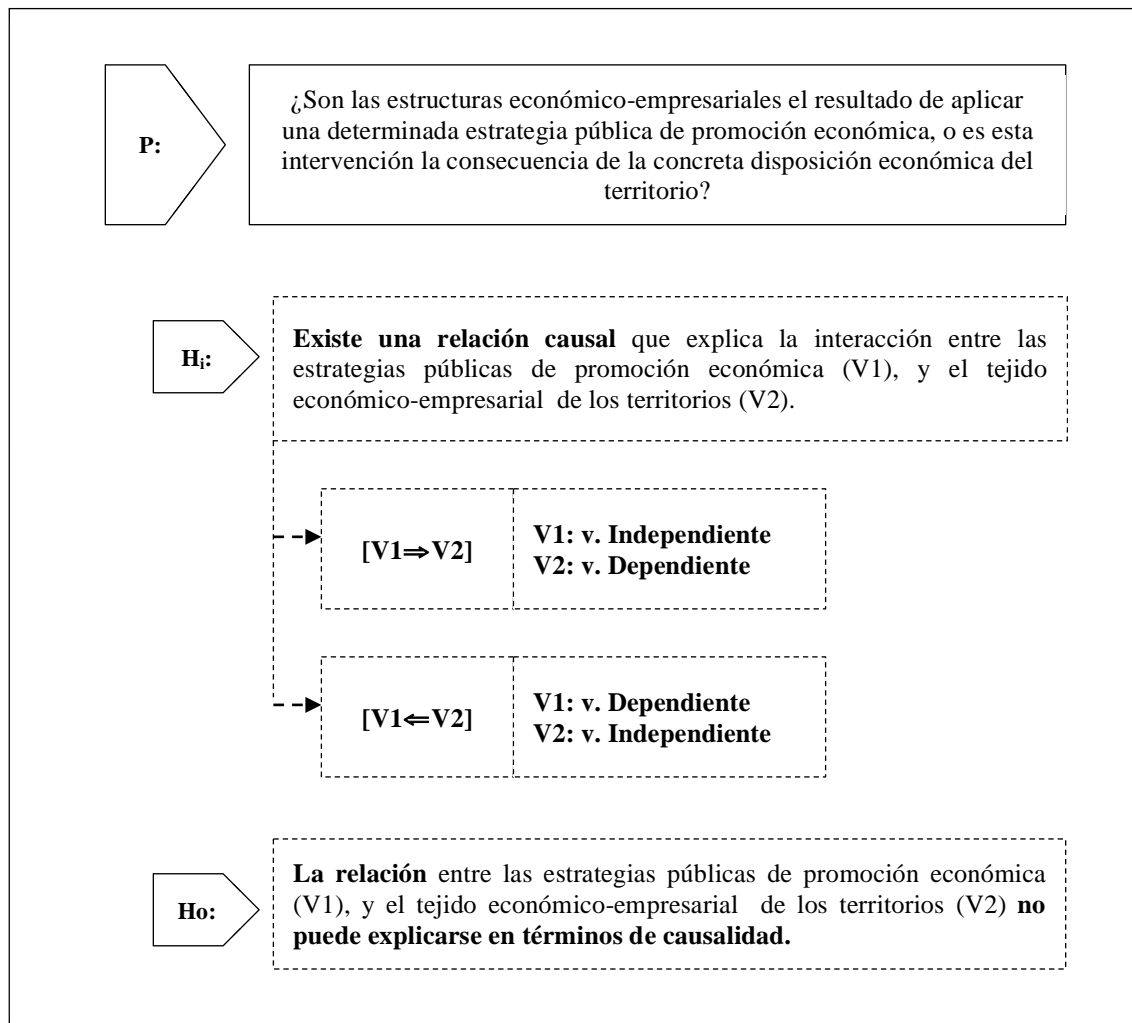 P:
¿Son las estructuras económico-empresariales el resultado de aplicar
una determinada estrategia pública de promoción económica, o es esta
intervención la consecuencia de la concreta disposición económica del
territorio?
Hi:
Existe una relación causal que explica la interacción entre las
estrategias públicas de promoción económica (V1), y el tejido
económico-empresarial de los territorios (V2).
[V1⇒V2]
V1: v. Independiente
V2: v. Dependiente
[V1⇐V2]
V1: v. Dependiente
V2: v. Independiente
Ho:
La relación entre las estrategias públicas de promoción económica
(V1), y el tejido económico-empresarial de los territorios (V2) no
puede explicarse en términos de causalidad.